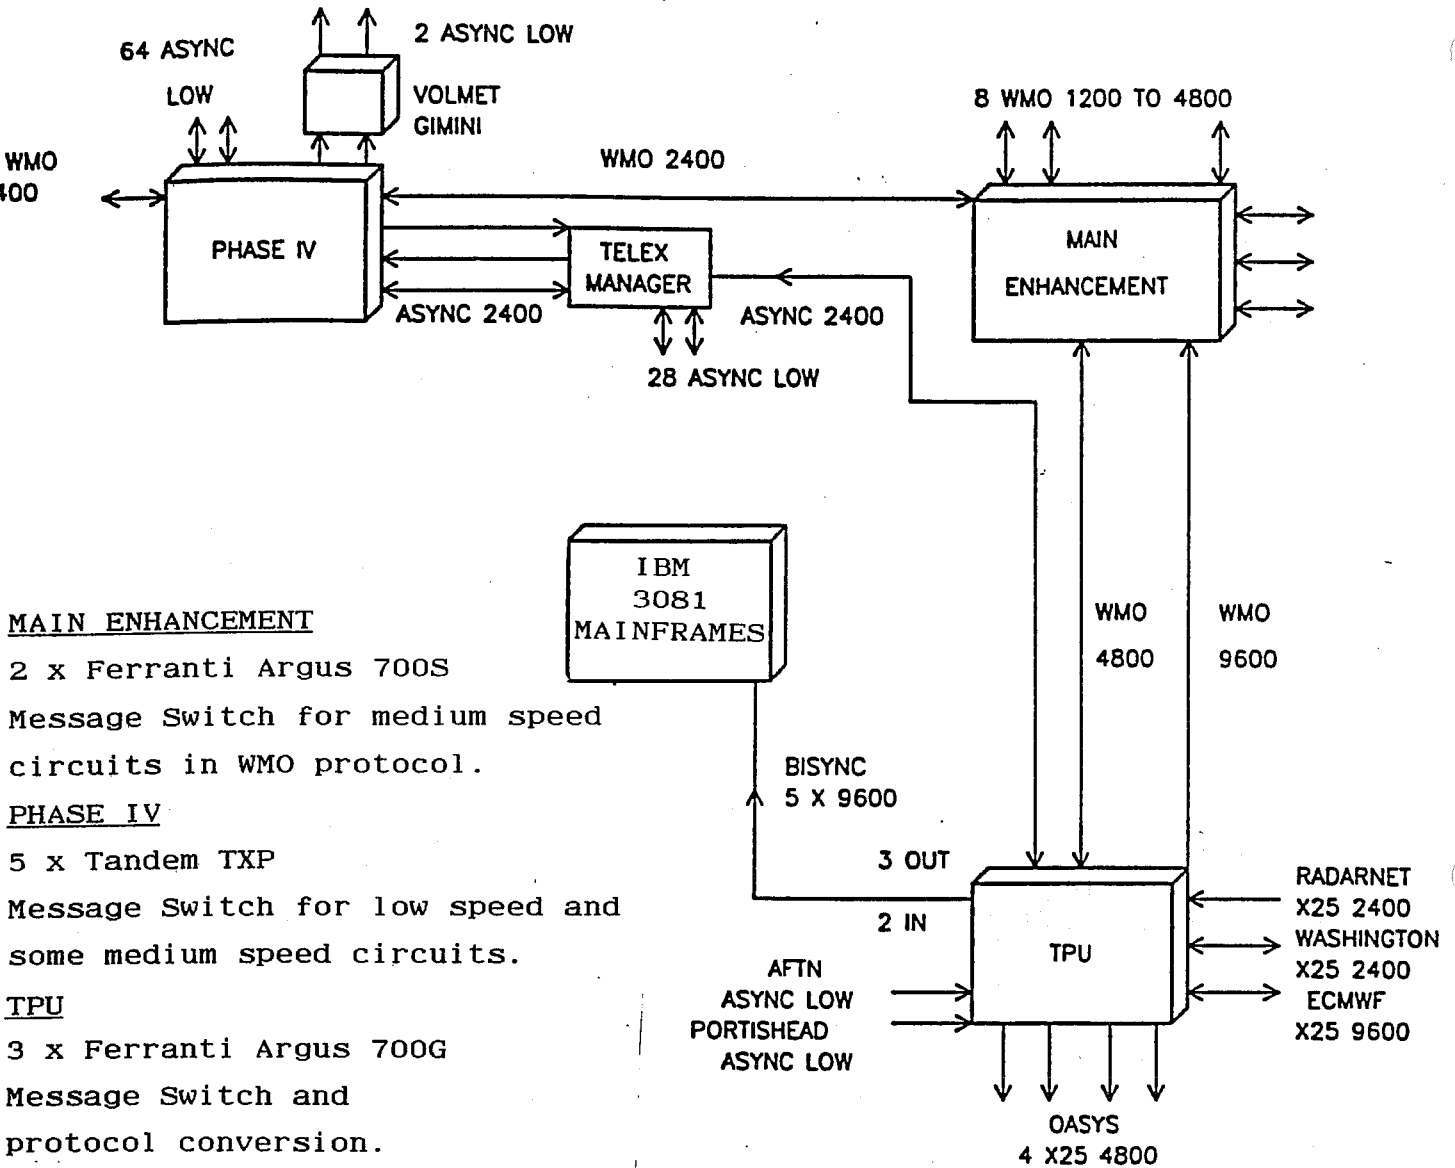 64 ASYNC
LOW
2 ASYNC LOW
VOLMET
GIMINI
8 WMO 1200 TO 4800
WMO
400
WMO 2400
PHASE IV
TELEX
MANAGER
MAIN
ENHANCEMENT
ASYNC 2400
ASYNC 2400
28 ASYNC LOW
IBM
3081
MAINFRAMES
WMO
4800
WMO
9600
MAIN ENHANCEMENT
2 x Ferranti Argus 700S
Message Switch for medium speed
circuits in WMO protocol.
PHASE IV
5 x Tandem TXP
Message Switch for low speed and
some medium speed circuits.
TPU
3 x Ferranti Argus 700G
Message Switch and
protocol conversion.
BISYNC
5 X 9600
3 OUT
2 IN
AFTN
ASYNC LOW
PORTISHEAD
ASYNC LOW
TPU
RADARNET
X25 2400
WASHINGTON
X25 2400
ECMWF
X25 9600
OASYS
4 X25 4800